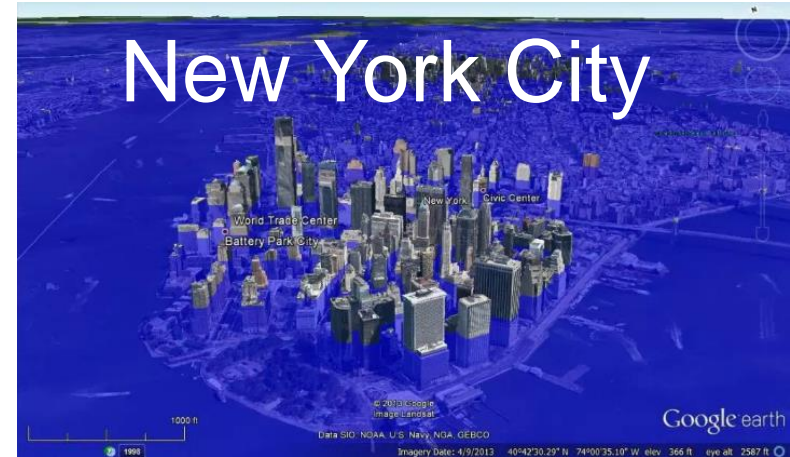 New York City
New York
Civic Center
World Trade Center
Battery Park City
© 2013 Google
Image Landsat
1000 ft
Data SIO, NOAA, U.S. Navy, NGA, GEBCO
Google earth
1998
Imagery Date: 4/9/2013 40°42'30.29" N 74°00'35.10" W elev 366 ft eye alt 2587 ft